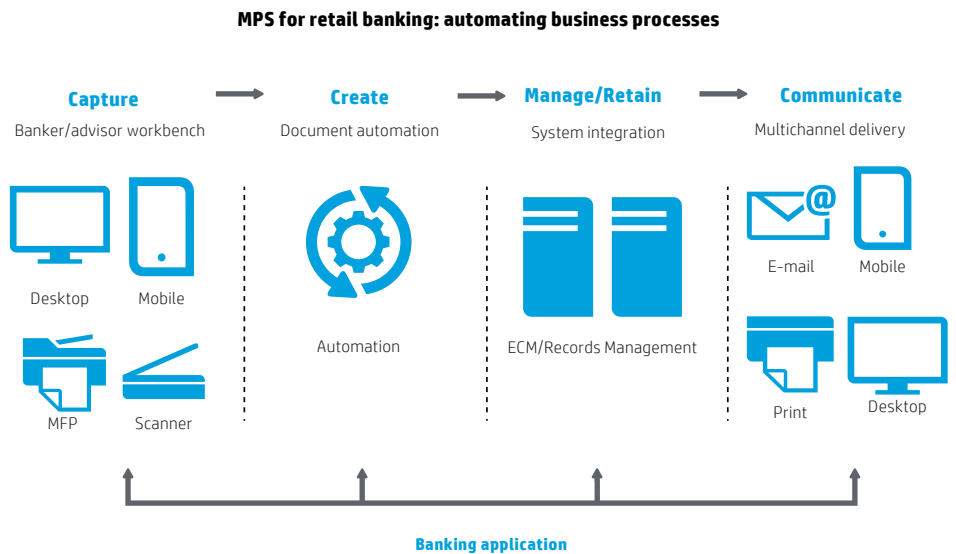 MPS for retail banking: automating business processes
Capture
Create
Manage/Retain
Communicate
Banker/advisor workbench
Document automation
System integration
Multichannel delivery
@
E-mail
Mobile
Desktop
Mobile
Automation
ECM/Records Management
MFP
Scanner
Print
Desktop
Banking application